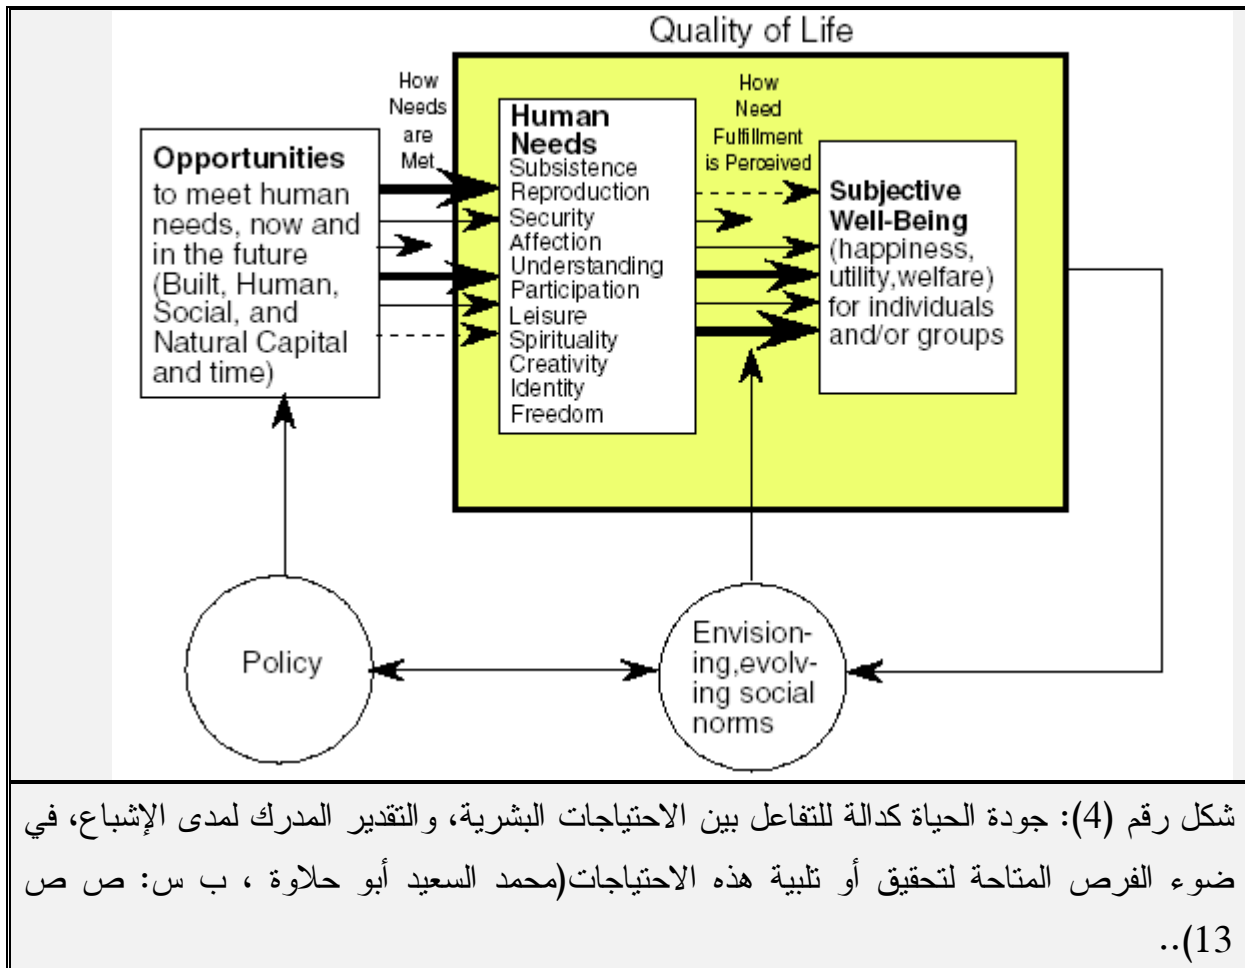 Quality of Life
How
Needs
are
Met
Opportunities
to meet human
needs, now and
in the future
(Built, Human,
Social, and
Natural Capital
and time)
Human
Needs
Subsistence
Reproduction
Security
Affection
Understanding
Participation
Leisure
Spirituality
Creativity
Identity
Freedom
How
Need
Fulfillment
is Perceived
Subjective
Well-Being
(happiness,
utility,welfare)
for individuals
and/or groups
Policy
Envision-
ing,evolv-
ing social
norms
شكل رقم (4): جودة الحياة كدالة للتفاعل بين الاحتياجات البشرية، والتقدير المدرك لمدى الإشباع، في
ضوء الفرص المتاحة لتحقيق أو تلبية هذه الاحتياجات(محمد السعيد أبو حلاوة ، ب س: ص ص
13)..